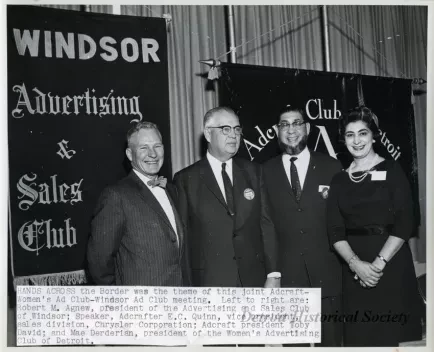 WINDSOR
Advertising
&
Sales
Club
Adcraft Club
A
Detroit
HANDS ACROSS the Border was the theme of this joint Adcraft-
Women's Ad Club-Windsor Ad Club meeting. Left to right are:
Robert M. Agnew, president of the Advertising and Sales Club
of Windsor; Speaker, Adcrafter E.C. Quinn, vice
sales division, Chrysler Corporation; Adcraft president Toby
David; and Mae Derderian, president of the Women's Advertising
Club of Detroit.
Detroit Historical Society